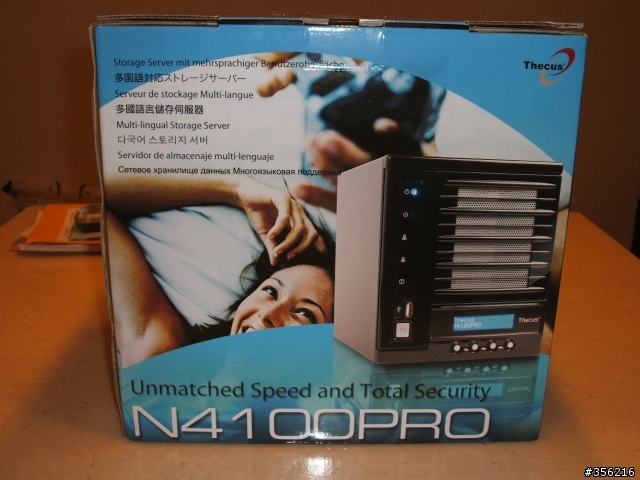 Storage Server mit mehrsprachiger Benutzeroberfläche
多国語対応ストレージサーバー
Serveur de stockage Multi-langue
多國語言儲存伺服器
Multi-lingual Storage Server
다국어 스토리지 서버
Servidor de almacenaje multi-lenguaje
Сетевое хранилище данных Многоязыковая поддержка
Thecus
Thecus
N4100PRO
Thecus
Unmatched Speed and Total Security
N4100PRO
#356216